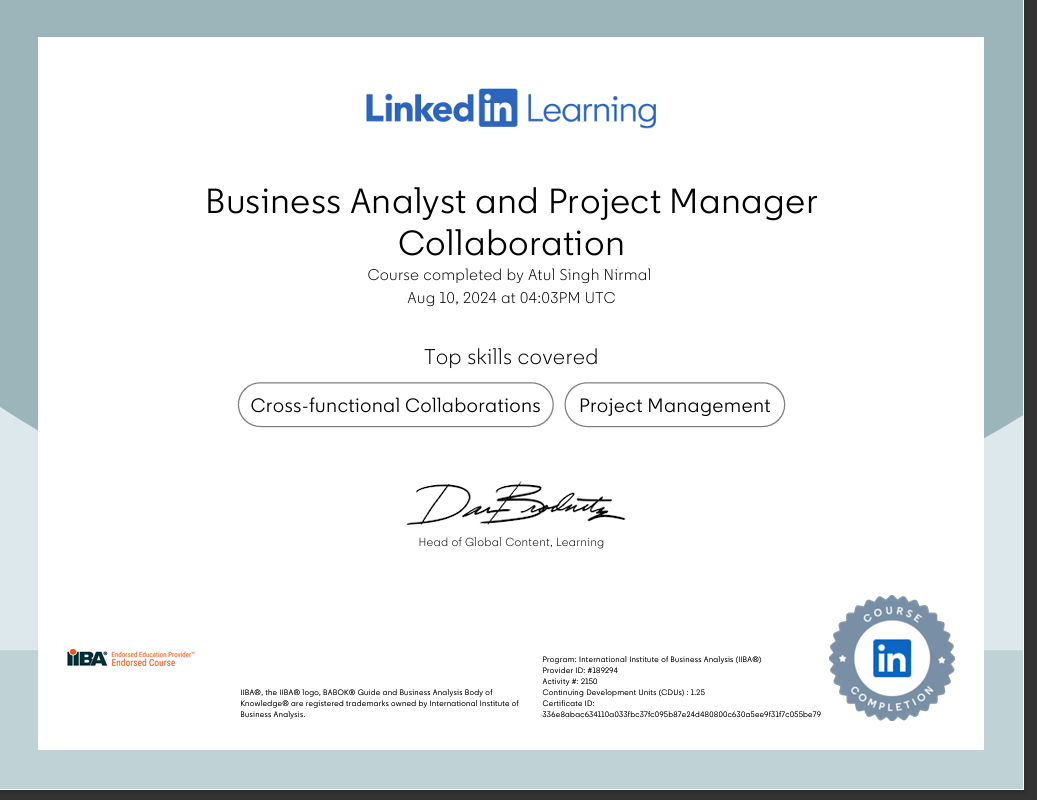 LinkedIn Learning
Business Analyst and Project Manager
Collaboration
Course completed by Atul Singh Nirmal
Aug 10, 2024 at 04:03PM UTC
Top skills covered
Cross-functional Collaborations
Project Management
Head of Global Content, Learning
IIBA® Endorsed Education Provider™
Endorsed Course
IIBA®, the IIBA® logo, BABOK® Guide and Business Analysis Body of
Knowledge® are registered trademarks owned by International Institute of
Business Analysis.
Program: International Institute of Business Analysis (IIBA®)
Provider ID: #189294
Activity #: 2150
Continuing Development Units (CDUs) : 1.25
Certificate ID:
336e8abac634110a033fbc37fc095b87e24d480800c630a5ee9f31f7c055be79
COURSE
in
COMPLETION